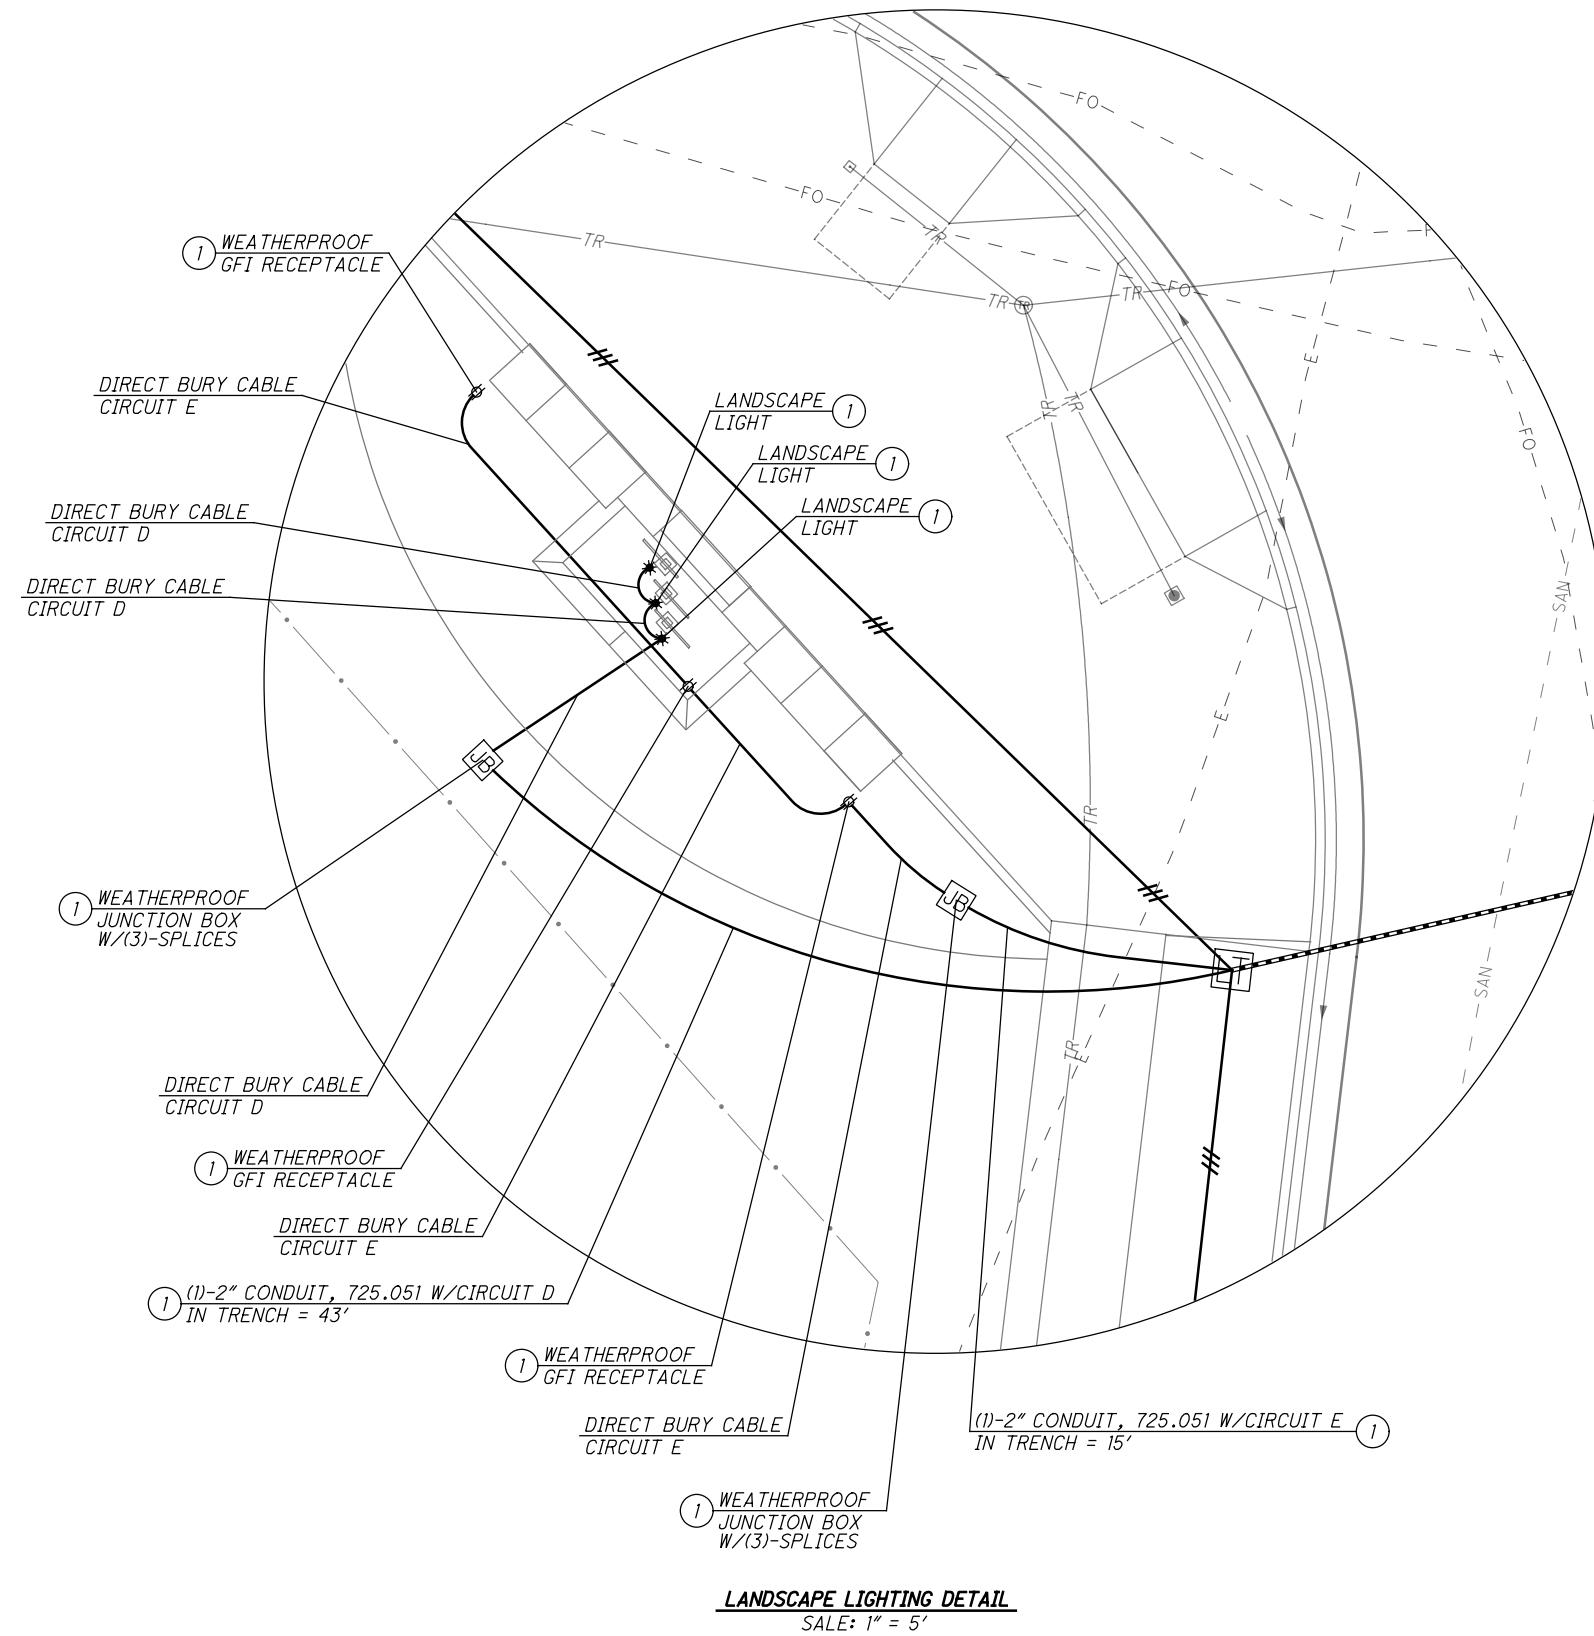 FO
FO
F
1 WEATHERPROOF
GFI RECEPTACLE
TR
TR
TR
TR
TR
FO
E
DIRECT BURY CABLE
CIRCUIT E
LANDSCAPE 1
LIGHT
TR
TR
FO
LANDSCAPE 1
LIGHT
DIRECT BURY CABLE
CIRCUIT D
LANDSCAPE 1
LIGHT
DIRECT BURY CABLE
CIRCUIT D
SAN
E
JB
TR
1 WEATHERPROOF
JUNCTION BOX
W/(3)-SPLICES
JB
LT
SAN
TR
E
DIRECT BURY CABLE
CIRCUIT D
1 WEATHERPROOF
GFI RECEPTACLE
DIRECT BURY CABLE
CIRCUIT E
1 (1)-2" CONDUIT, 725.051 W/CIRCUIT D
IN TRENCH = 43'
1 WEATHERPROOF
GFI RECEPTACLE
DIRECT BURY CABLE
CIRCUIT E
(1)-2" CONDUIT, 725.051 W/CIRCUIT E 1
IN TRENCH = 15'
1 WEATHERPROOF
JUNCTION BOX
W/(3)-SPLICES
LANDSCAPE LIGHTING DETAIL
SALE: 1" = 5'